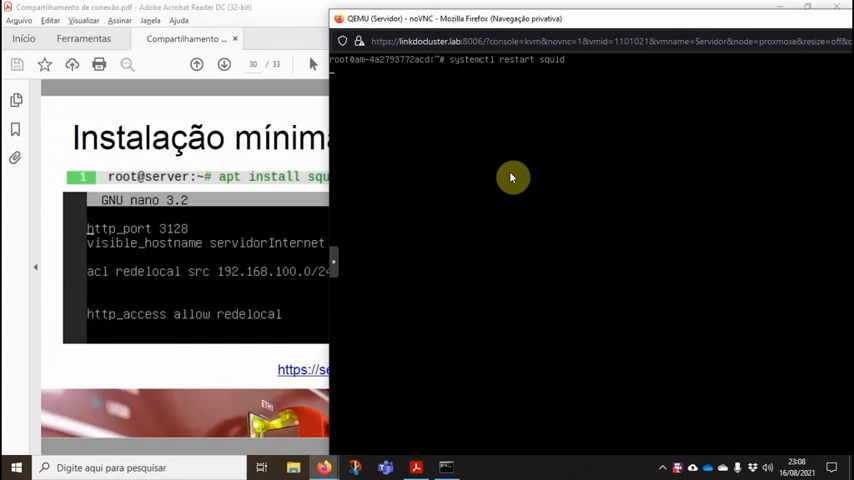 Compartilhamento de conexão.pdf - Adobe Acrobat Reader DC (32-bit)
Arquivo Editar Visualizar Assinar Janela Ajuda
Início Ferramentas Compartilhamento ... ×
30 / 33
Instalação mínima
1 root@server:~# apt install squ
GNU nano 3.2
http_port 3128
visible_hostname servidorInternet
acl redelocal src 192.168.100.0/24
http_access allow redelocal
https://se
ETH1
QEMU (Servidor) - noVNC - Mozilla Firefox (Navegação privativa)
https://linkdocluster.lab:8006/?console=kvm&novnc=1&vmid=1101021&vmname=Servidor&node=proxmoxe&resize=off&c
root@am-4a2793772acd:~# systemctl restart squid
Digite aqui para pesquisar
23:08
16/08/2021